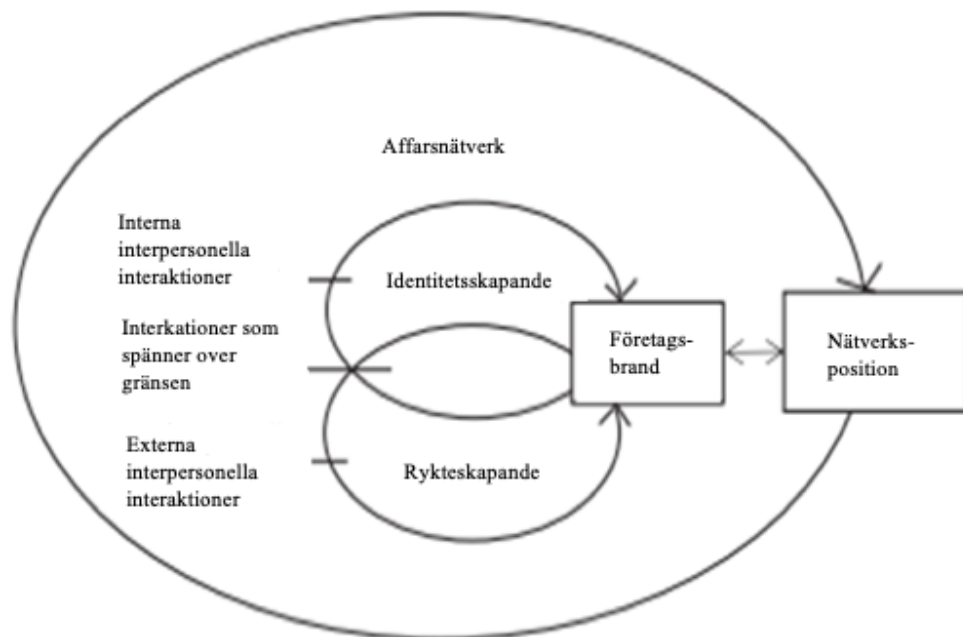 Affarsnätverk
Interna
interpersonella
interaktioner
Identitetsskapande
Interkationer som
spänner over
gränsen
Företags-
brand
Nätverks-
position
Externa
interpersonella
interaktioner
Rykteskapande